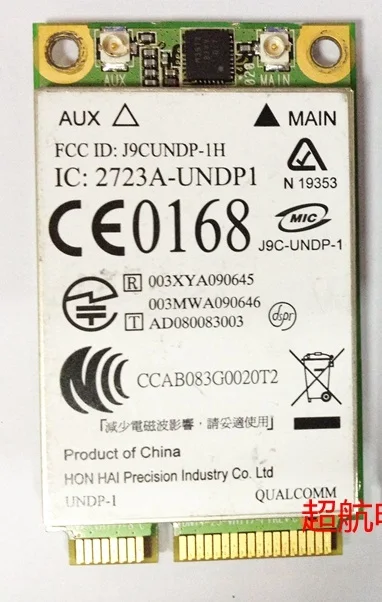 AUX MAIN
AUX △ ▲ MAIN
FCC ID: J9CUNDP-1H
IC: 2723A-UNDP1
N 19353
CE0168
MIC
J9C-UNDP-1
R 003XYA090645
003MWA090646
T AD080083003
dspr
CCAB083G0020T2
「減少電磁波影響，請妥適使用」
Product of China
HON HAI Precision Industry Co. Ltd
UNDP-1 QUALCOMM
超航